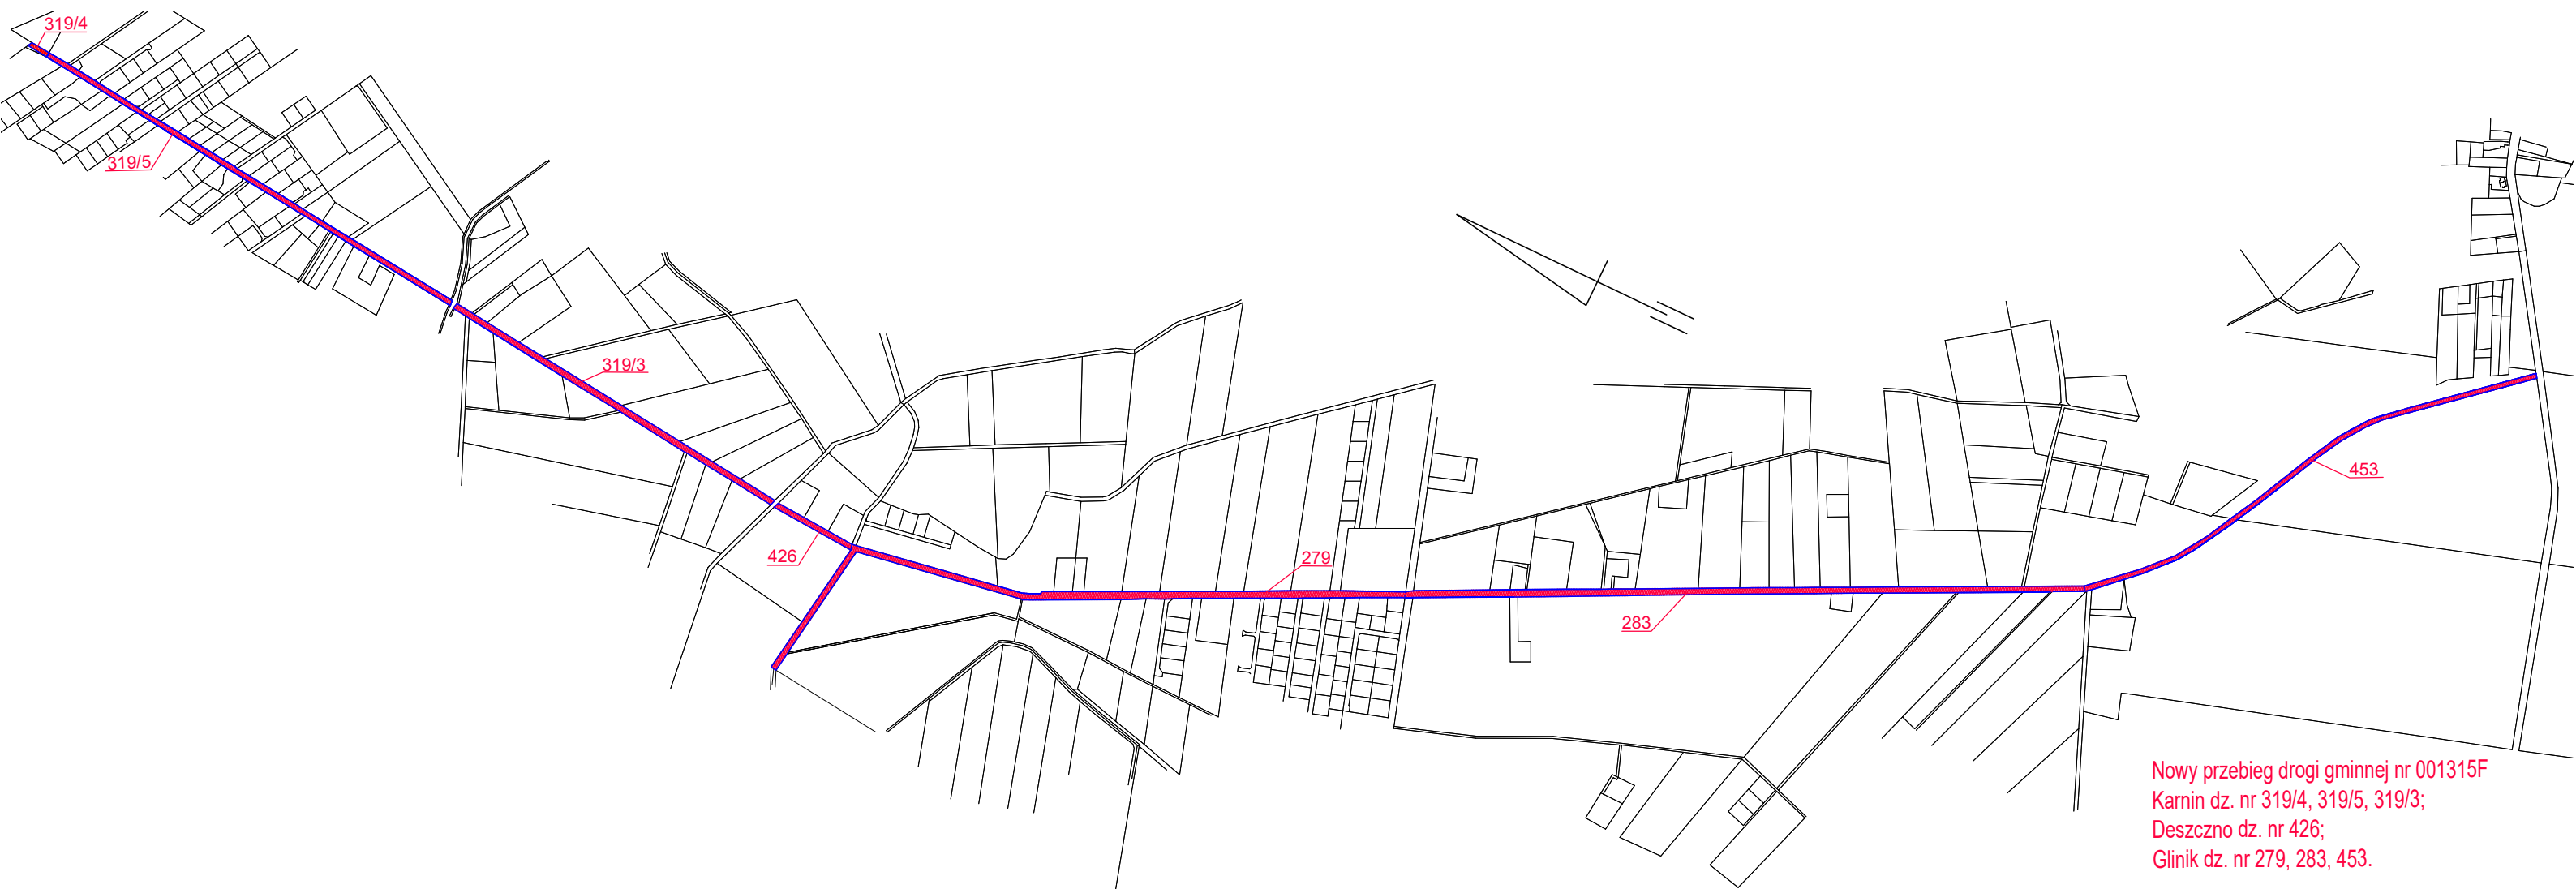 319/4
319/5
319/3
426
279
283
453
Nowy przebieg drogi gminnej nr 001315F
Karnin dz. nr 319/4, 319/5, 319/3;
Deszczno dz. nr 426;
Glinik dz. nr 279, 283, 453.